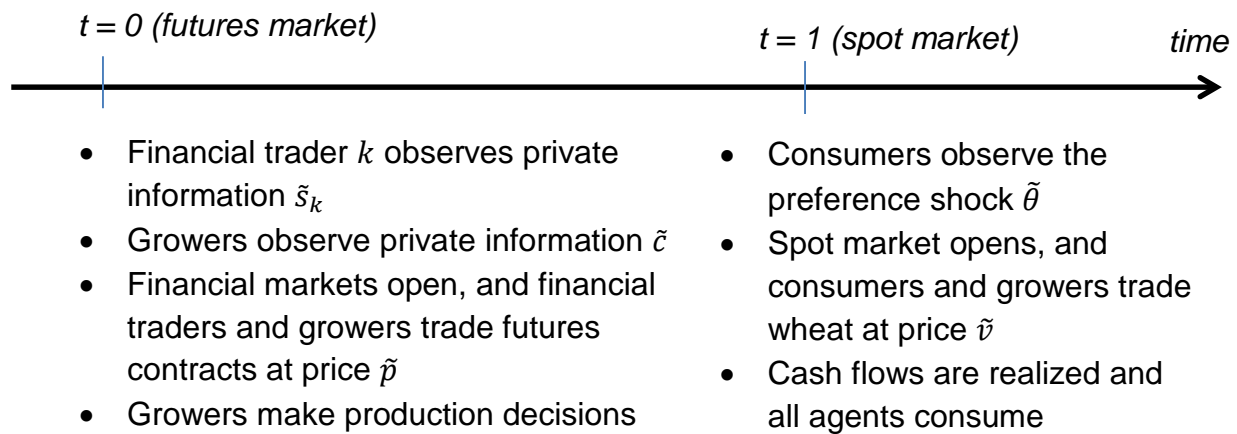 t = 0 (futures market)
t = 1 (spot market)
time
• Financial trader k observes private
information s̃ₖ
• Growers observe private information c̃
• Financial markets open, and financial
traders and growers trade futures
contracts at price p̃
• Growers make production decisions
• Consumers observe the
preference shock θ̃
• Spot market opens, and
consumers and growers trade
wheat at price ṽ
• Cash flows are realized and
all agents consume